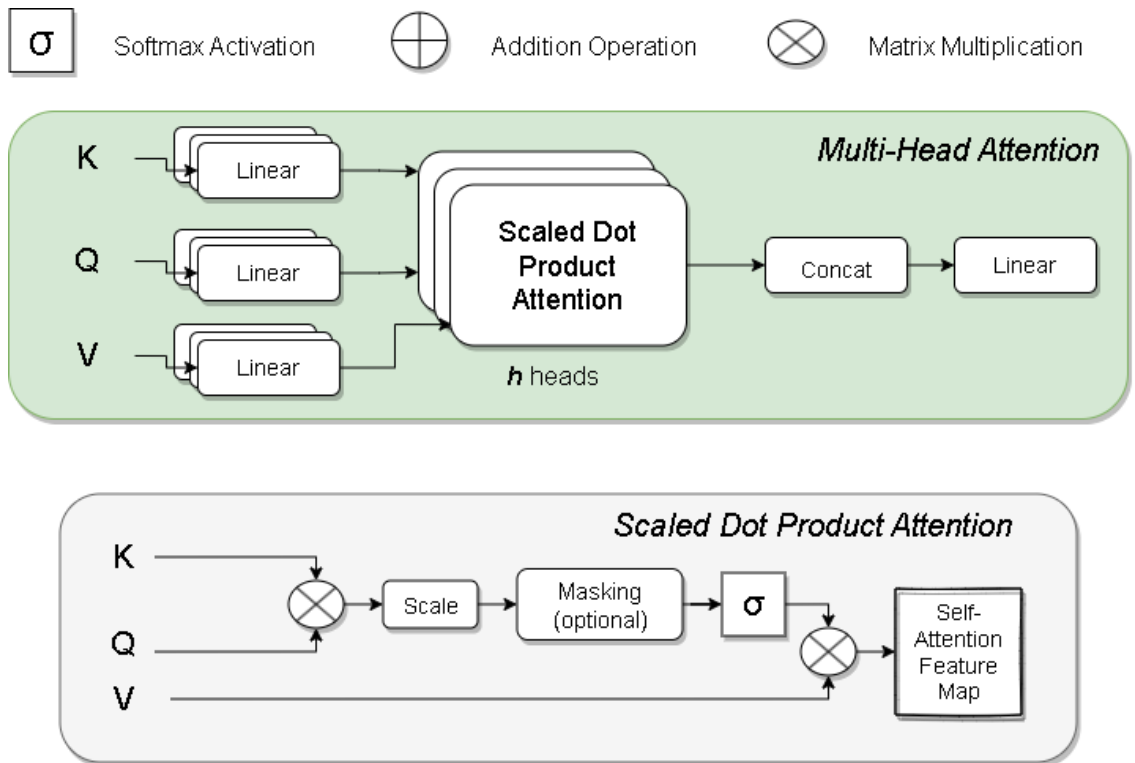 σ Softmax Activation Addition Operation Matrix Multiplication
Multi-Head Attention
K
Linear
Q
Linear
V
Linear
Scaled Dot
Product
Attention
h heads
Concat
Linear
Scaled Dot Product Attention
K
Q
V
Scale
Masking
(optional)
σ
Self-
Attention
Feature
Map